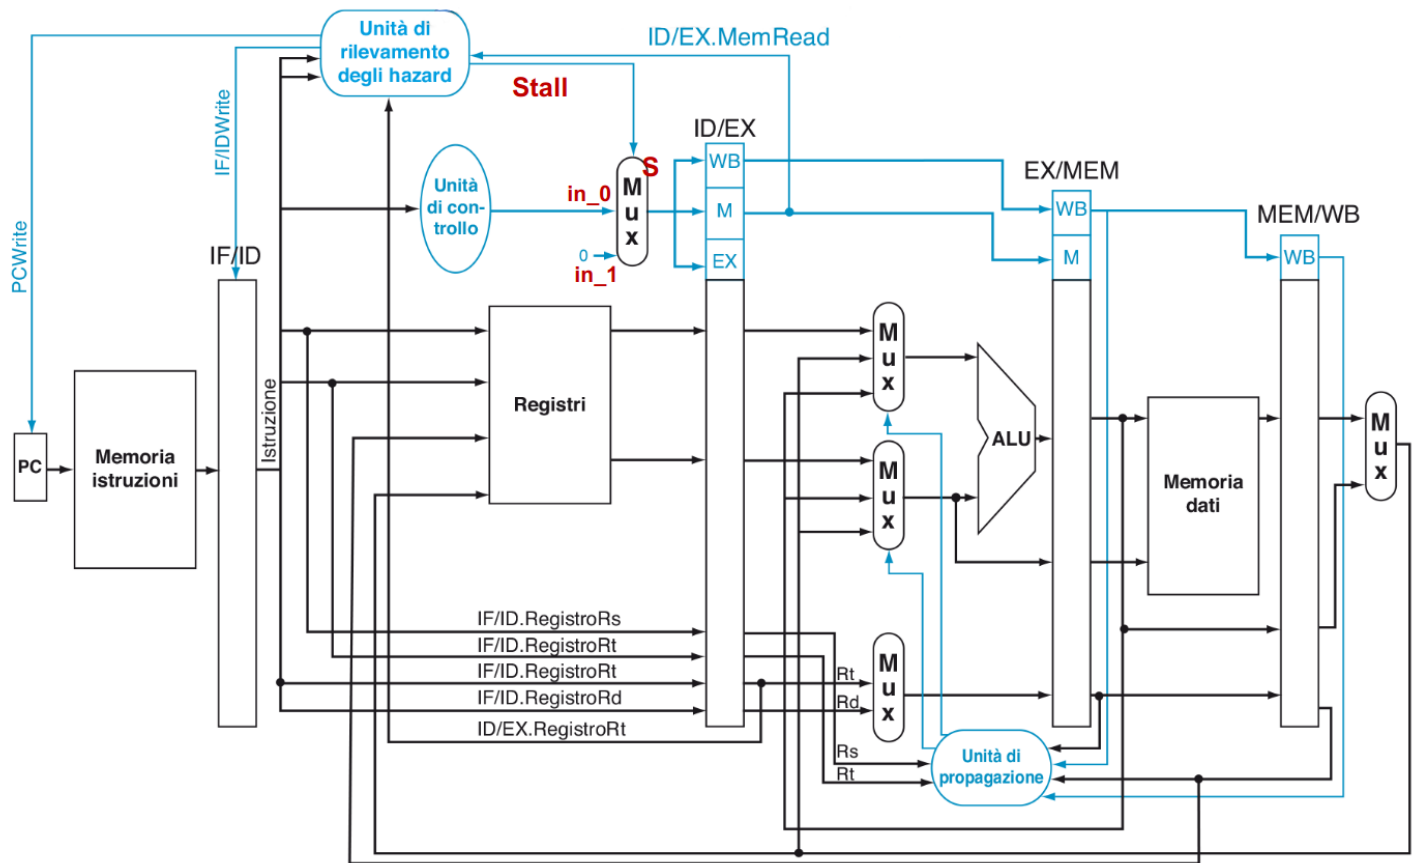 Unità di
rilevamento
degli hazard
ID/EX.MemRead
Stall
PCWrite
IF/IDWrite
ID/EX
S
WB
M
EX
Unità
di con-
trollo
in_0
M
u
x
0
in_1
EX/MEM
WB
M
MEM/WB
WB
IF/ID
Istruzione
PC
Memoria
istruzioni
Registri
M
u
x
M
u
x
ALU
Memoria
dati
M
u
x
IF/ID.RegistroRs
IF/ID.RegistroRt
IF/ID.RegistroRt
IF/ID.RegistroRd
ID/EX.RegistroRt
Rt
Rd
M
u
x
Rs
Rt
Unità di
propagazione